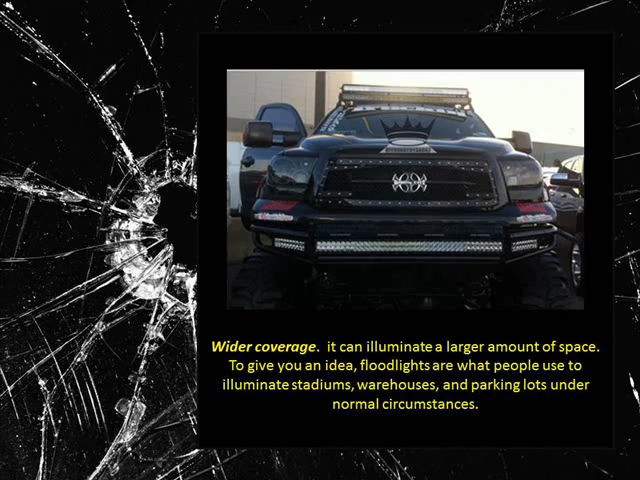 Wider coverage.  it can illuminate a larger amount of space.
To give you an idea, floodlights are what people use to
illuminate stadiums, warehouses, and parking lots under
normal circumstances.